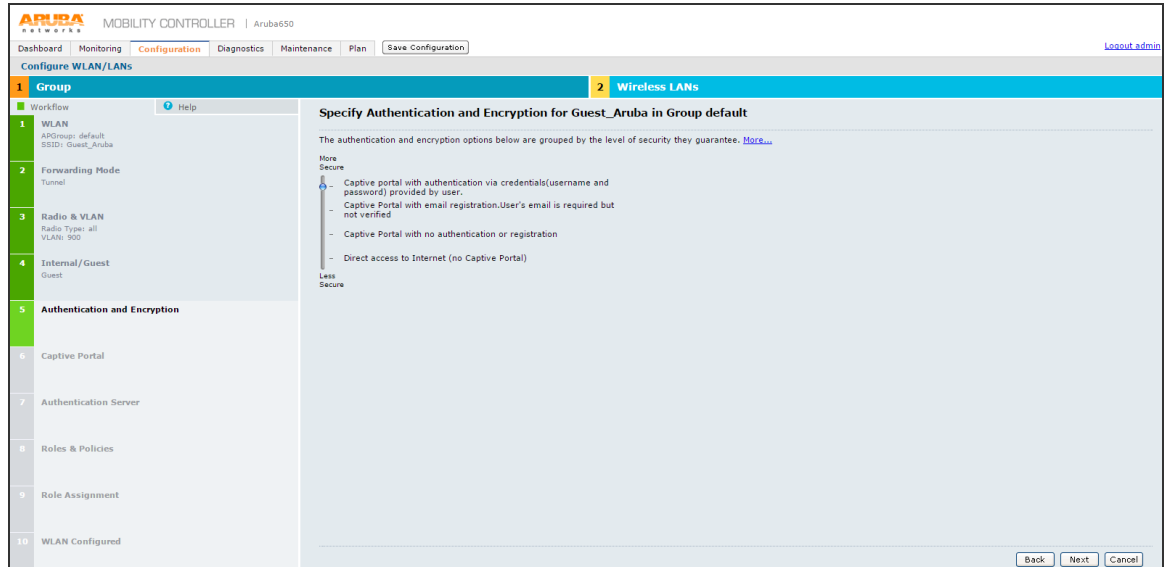 ARUBA
networks
MOBILITY CONTROLLER | Aruba650
Dashboard Monitoring Configuration Diagnostics Maintenance Plan Save Configuration
Logout admin
Configure WLAN/LANs
1 Group
2 Wireless LANs
Workflow
? Help
1 WLAN
APGroup: default
SSID: Guest_Aruba
2 Forwarding Mode
Tunnel
3 Radio & VLAN
Radio Type: all
VLAN: 900
4 Internal/Guest
Guest
5 Authentication and Encryption
6 Captive Portal
7 Authentication Server
8 Roles & Policies
9 Role Assignment
10 WLAN Configured
Specify Authentication and Encryption for Guest_Aruba in Group default
The authentication and encryption options below are grouped by the level of security they guarantee. More...
More
Secure
- Captive portal with authentication via credentials(username and
password) provided by user.
- Captive Portal with email registration.User's email is required but
not verified
- Captive Portal with no authentication or registration
- Direct access to Internet (no Captive Portal)
Less
Secure
Back Next Cancel